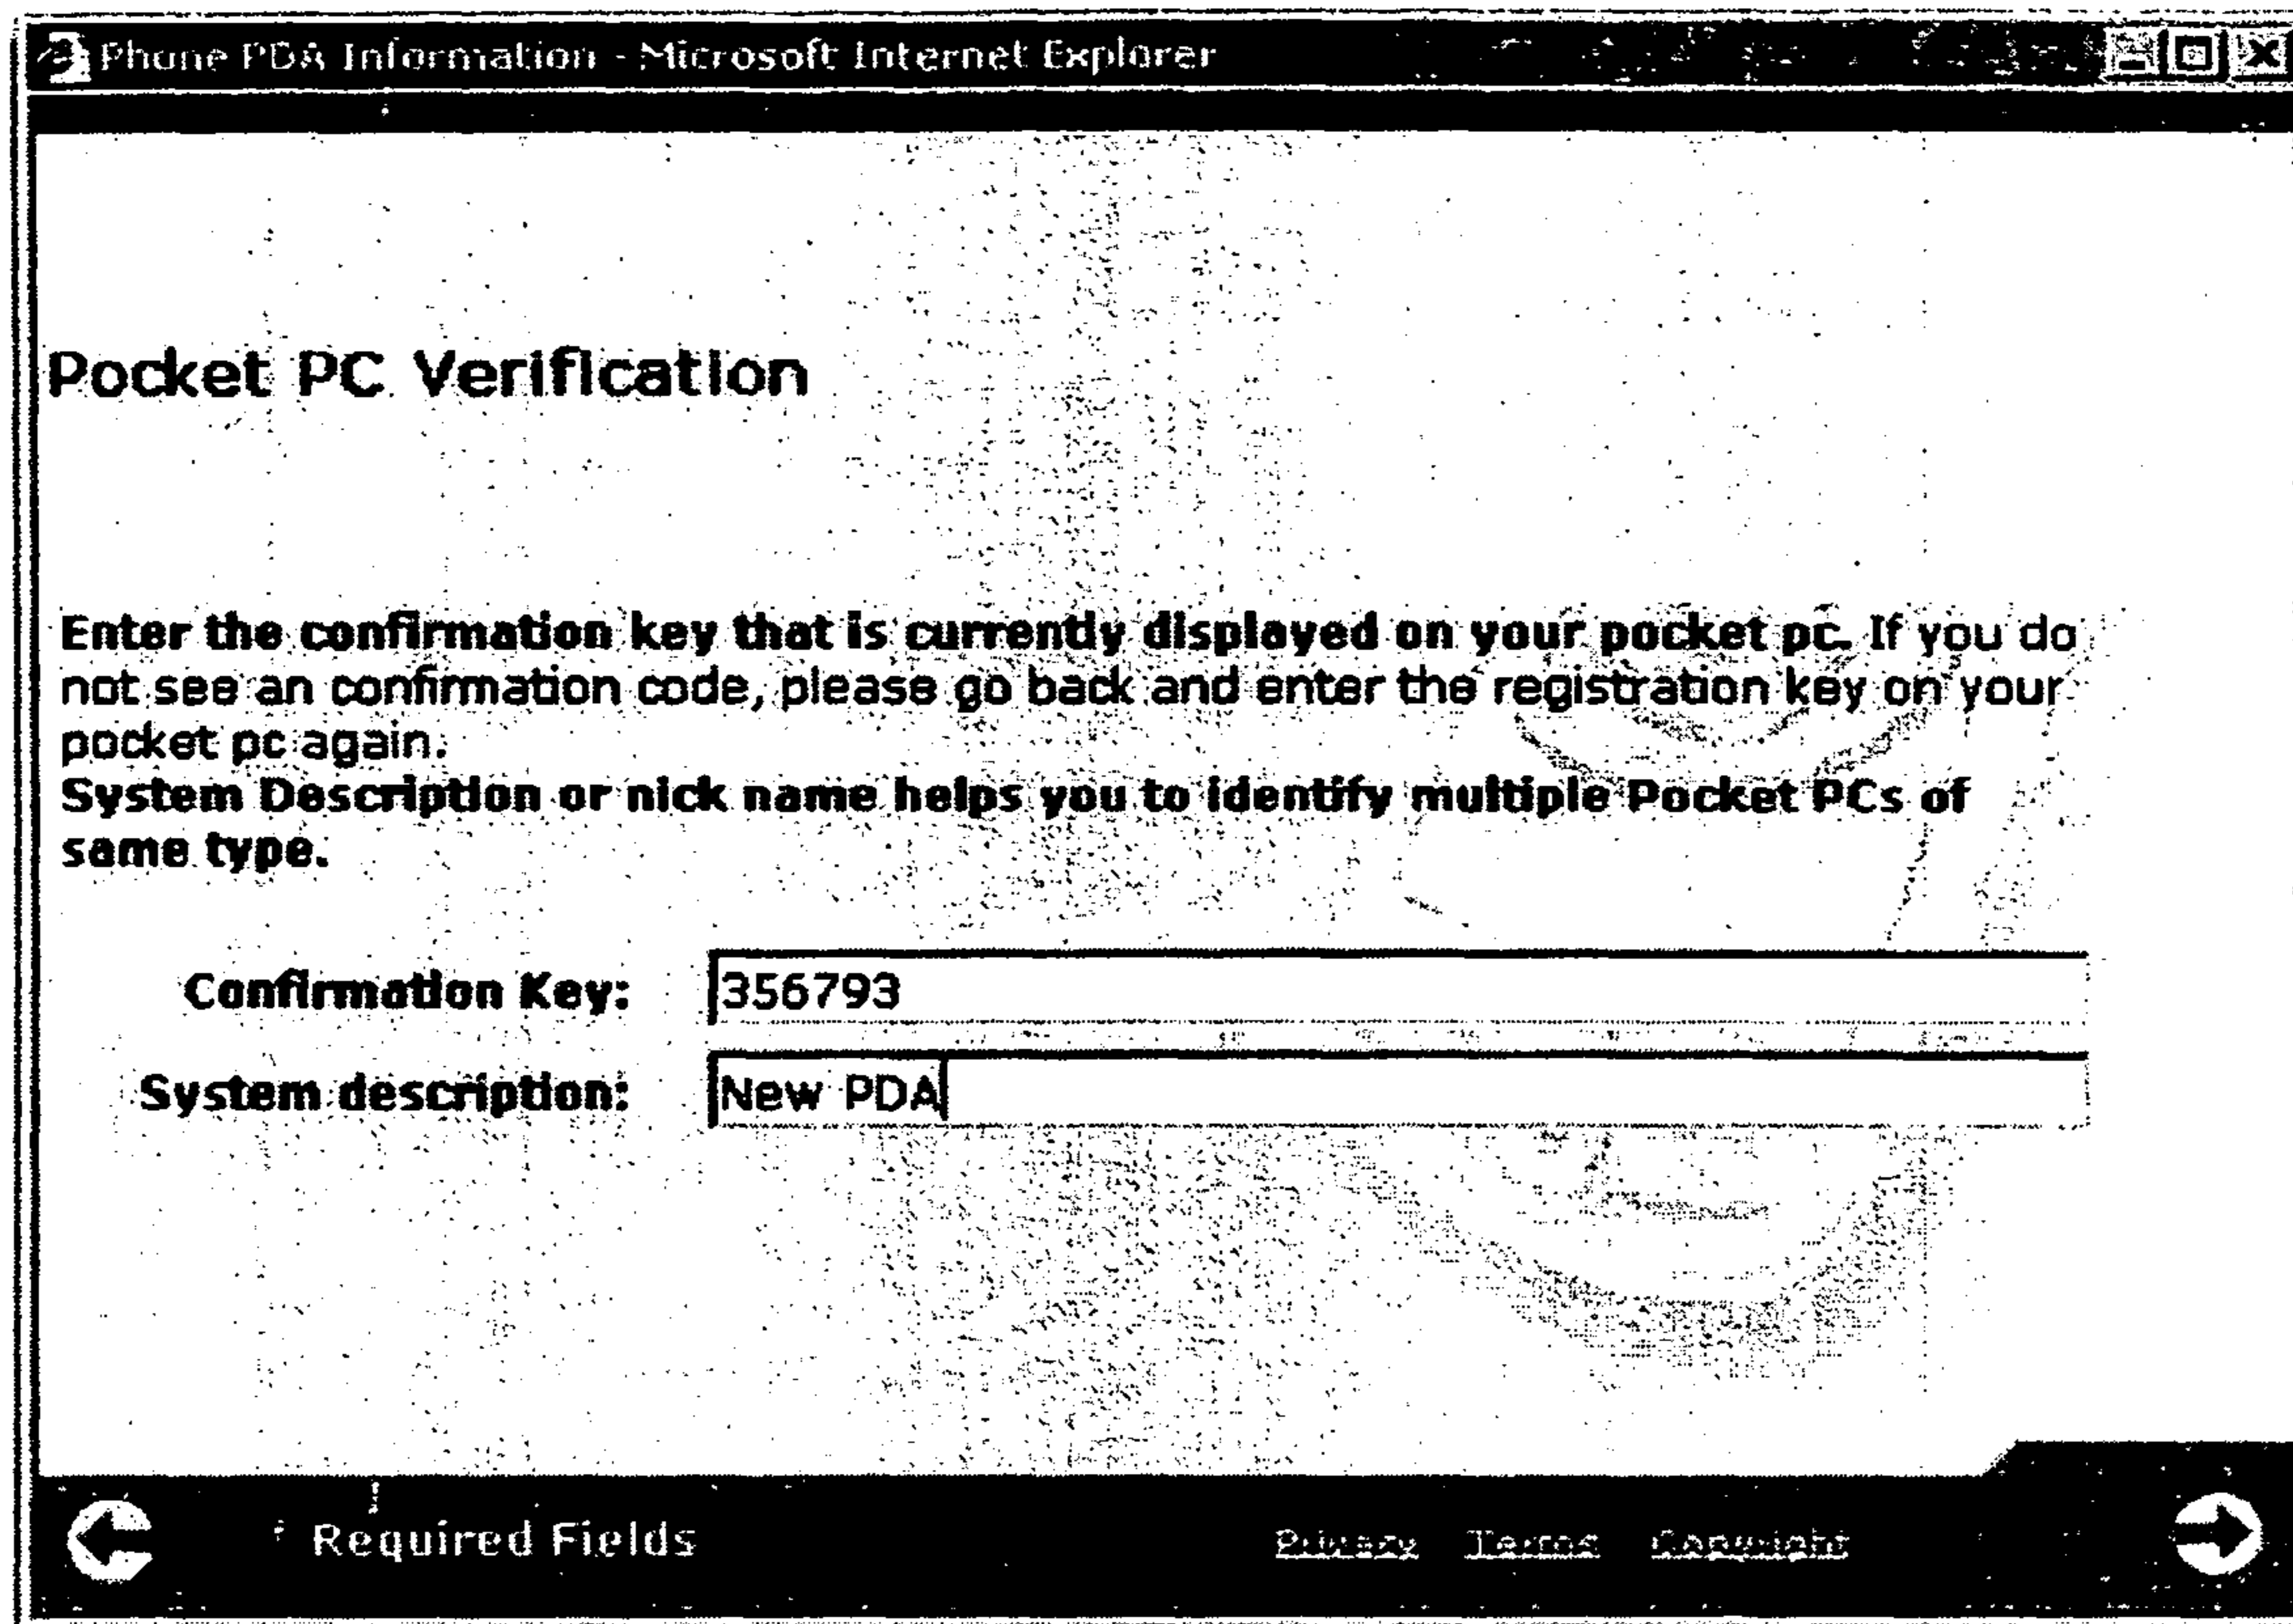 Phone PDA Information - Microsoft Internet Explorer
Pocket PC Verification
Enter the confirmation key that is currently displayed on your pocket pc. If you do
not see an confirmation code, please go back and enter the registration key on your
pocket pc again.
System Description or nick name helps you to identify multiple Pocket PCs of
same type.
Confirmation Key: 356793
System description: New PDA
Required Fields Privacy Terms Copyright